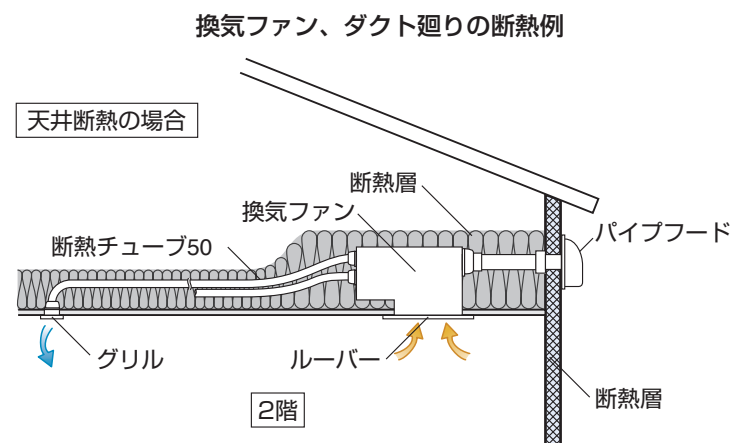 換気ファン、ダクト廻りの断熱例
天井断熱の場合
断熱層
換気ファン
断熱チューブ50
パイプフード
グリル
ルーバー
断熱層
2階